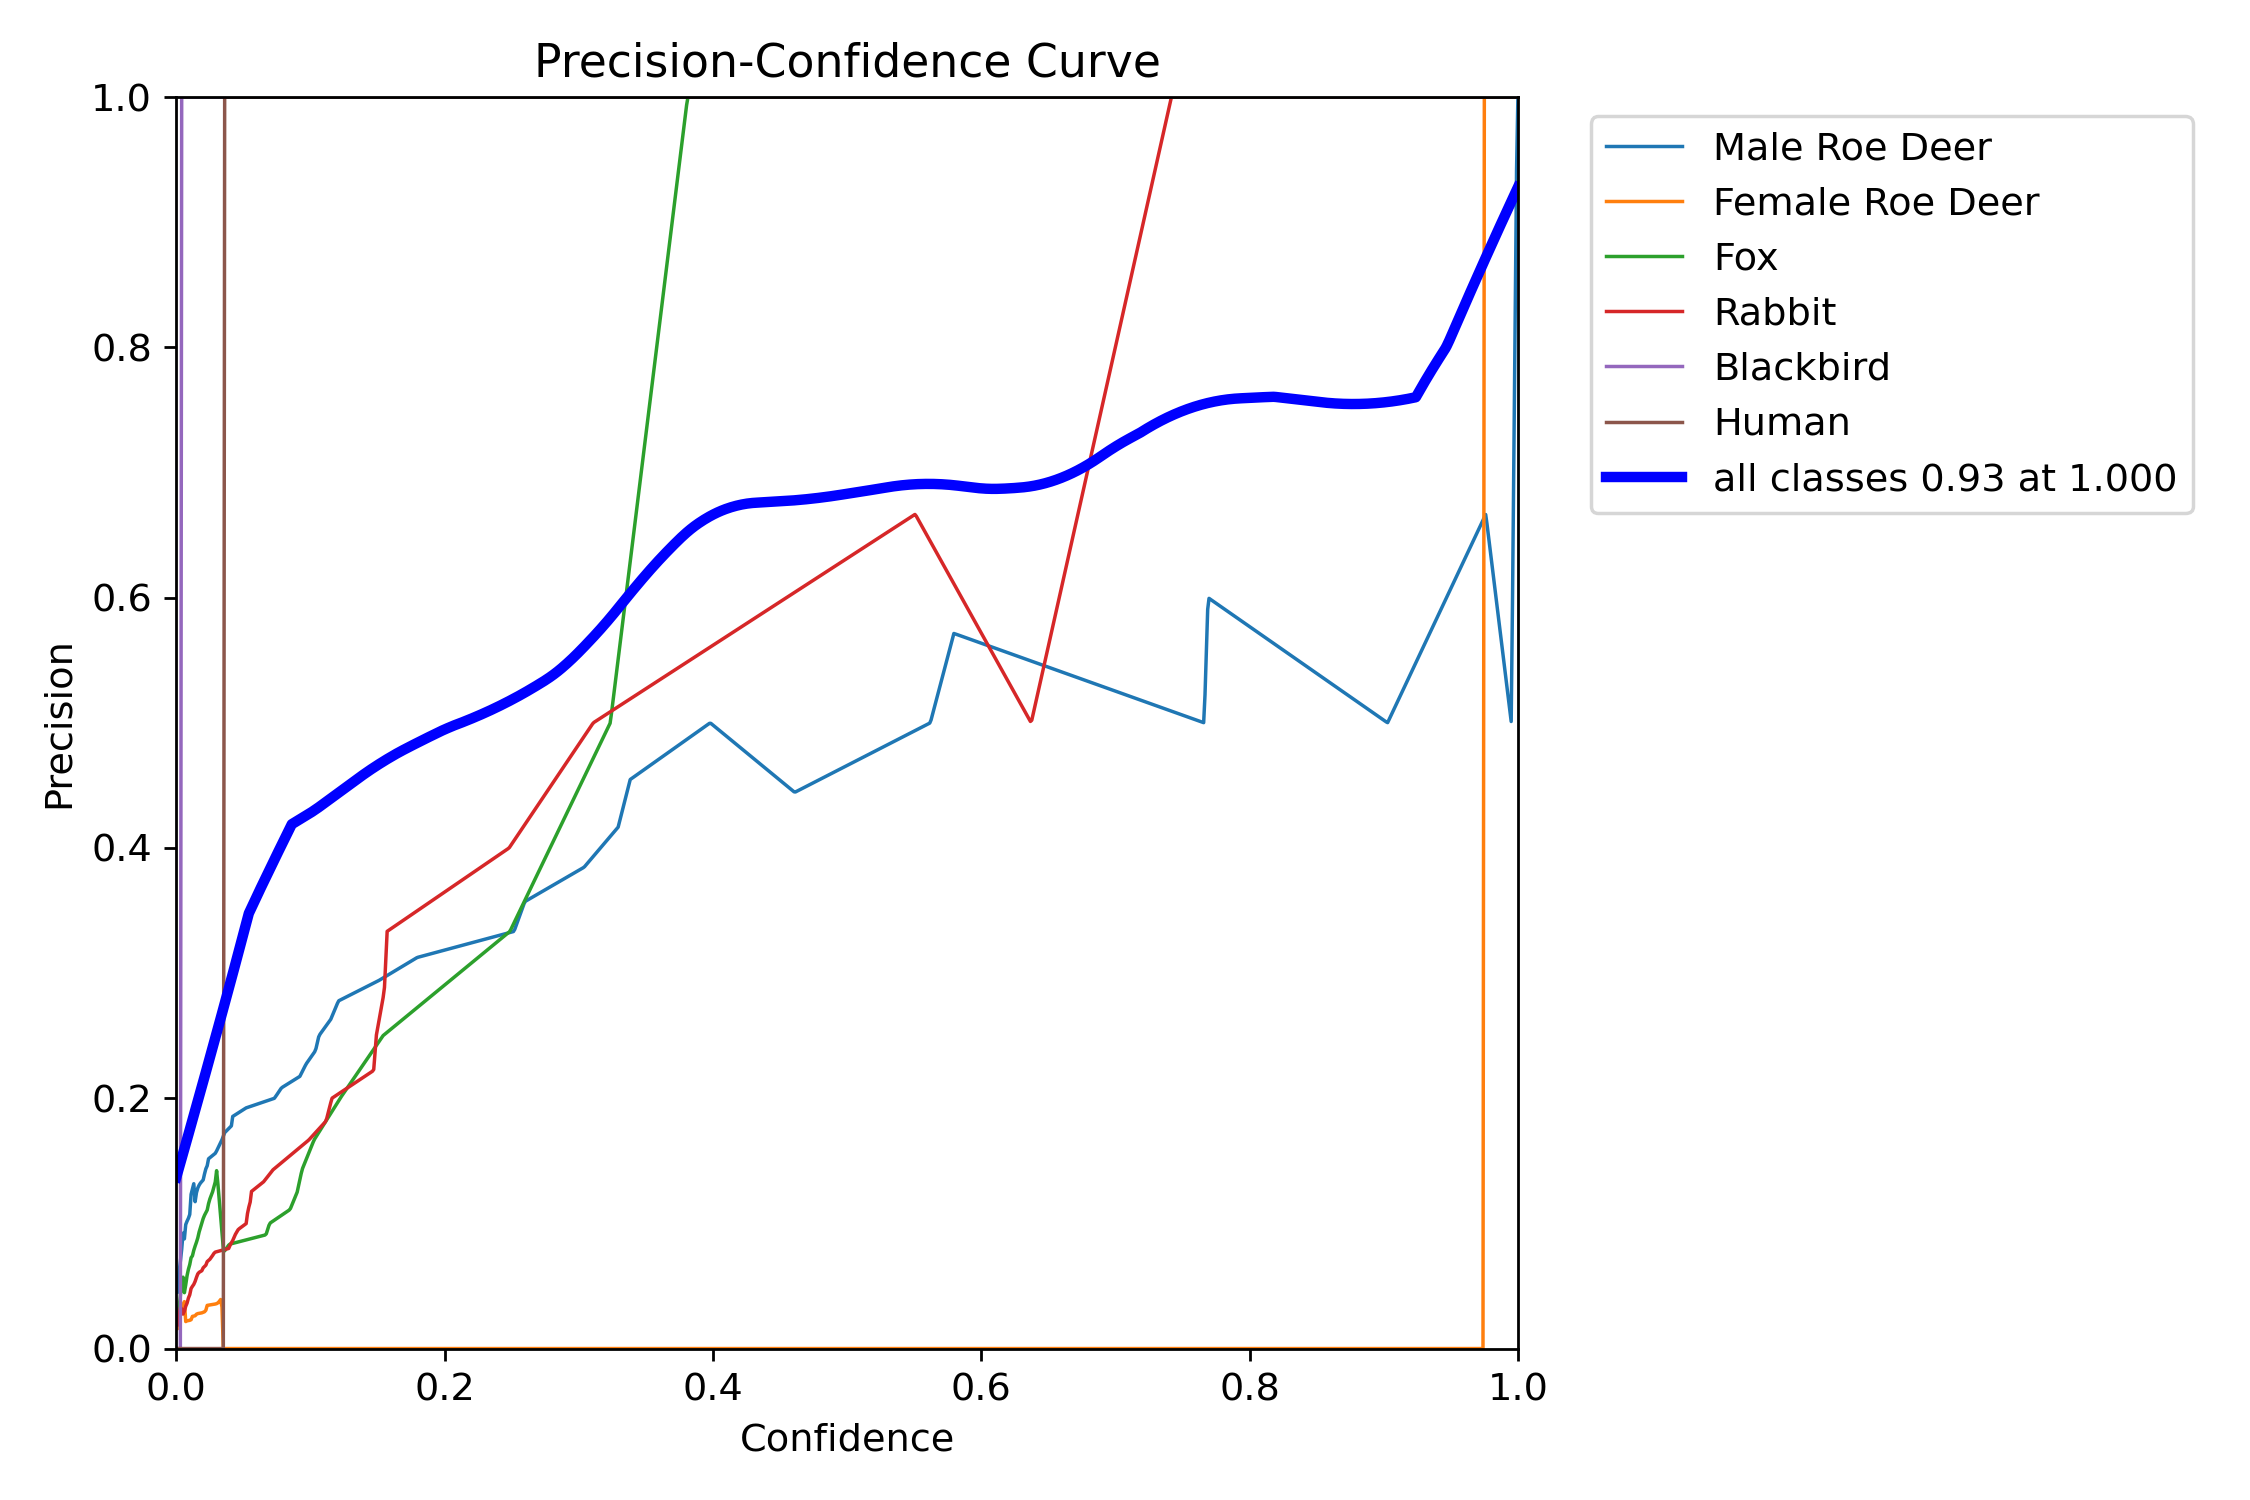 Precision-Confidence Curve
1.0
0.8
0.6
0.4
0.2
0.0
Precision
0.0 0.2 0.4 0.6 0.8 1.0
Confidence
Male Roe Deer
Female Roe Deer
Fox
Rabbit
Blackbird
Human
all classes 0.93 at 1.000